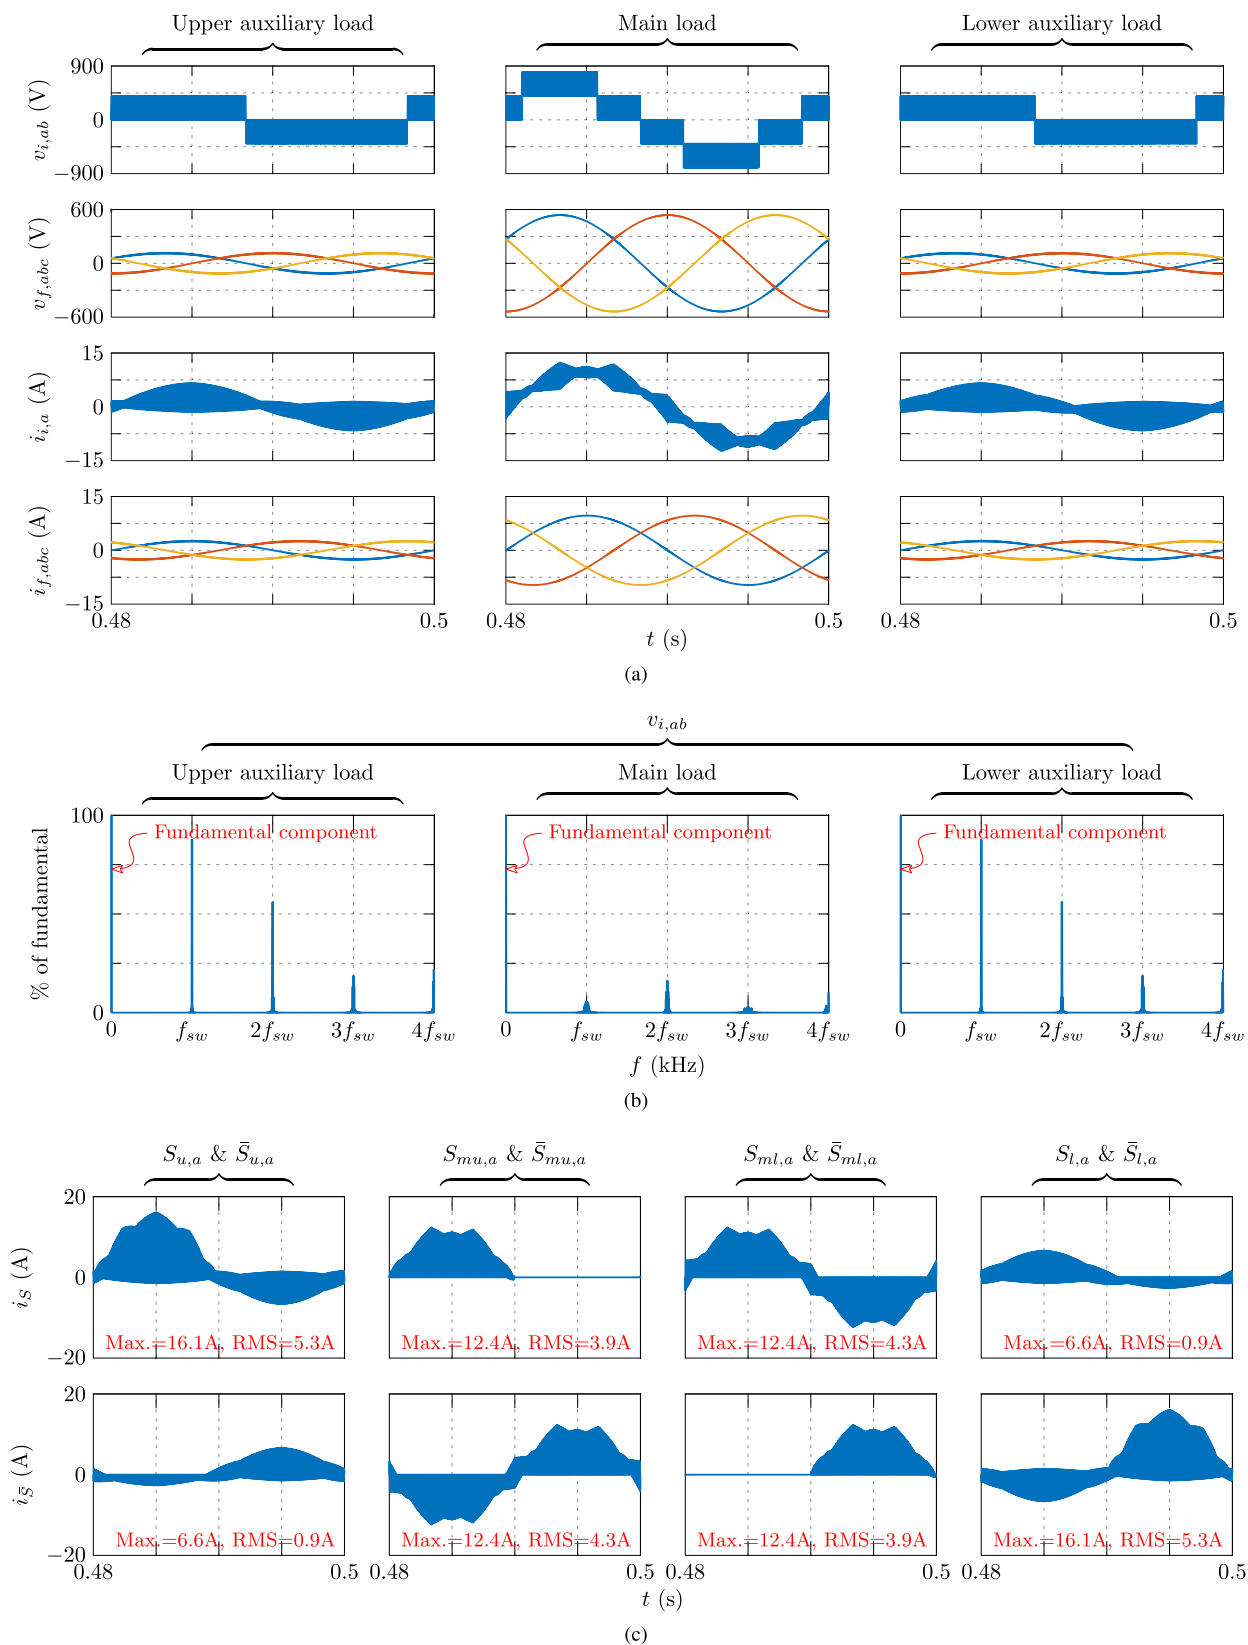 Upper auxiliary load Main load Lower auxiliary load
900
0
−900
v_{i,ab} (V)
600
0
−600
v_{f,abc} (V)
15
0
−15
i_{i,a} (A)
15
0
−15
i_{f,abc} (A)
0.48 0.5 0.48 0.5 0.48 0.5
t (s)
(a)
v_{i,ab}
Upper auxiliary load Main load Lower auxiliary load
100
50
0
% of fundamental
Fundamental component Fundamental component Fundamental component
0 f_{sw} 2f_{sw} 3f_{sw} 4f_{sw} 0 f_{sw} 2f_{sw} 3f_{sw} 4f_{sw} 0 f_{sw} 2f_{sw} 3f_{sw} 4f_{sw}
f (kHz)
(b)
S_{u,a} & S̄_{u,a} S_{mu,a} & S̄_{mu,a} S_{ml,a} & S̄_{ml,a} S_{l,a} & S̄_{l,a}
20
0
−20
i_S (A)
Max.=16.1A, RMS=5.3A Max.=12.4A, RMS=3.9A Max.=12.4A, RMS=4.3A Max.=6.6A, RMS=0.9A
20
0
−20
i_{S̄} (A)
Max.=6.6A, RMS=0.9A Max.=12.4A, RMS=4.3A Max.=12.4A, RMS=3.9A Max.=16.1A, RMS=5.3A
0.48 0.5 0.48 0.5 0.48 0.5 0.48 0.5
t (s)
(c)